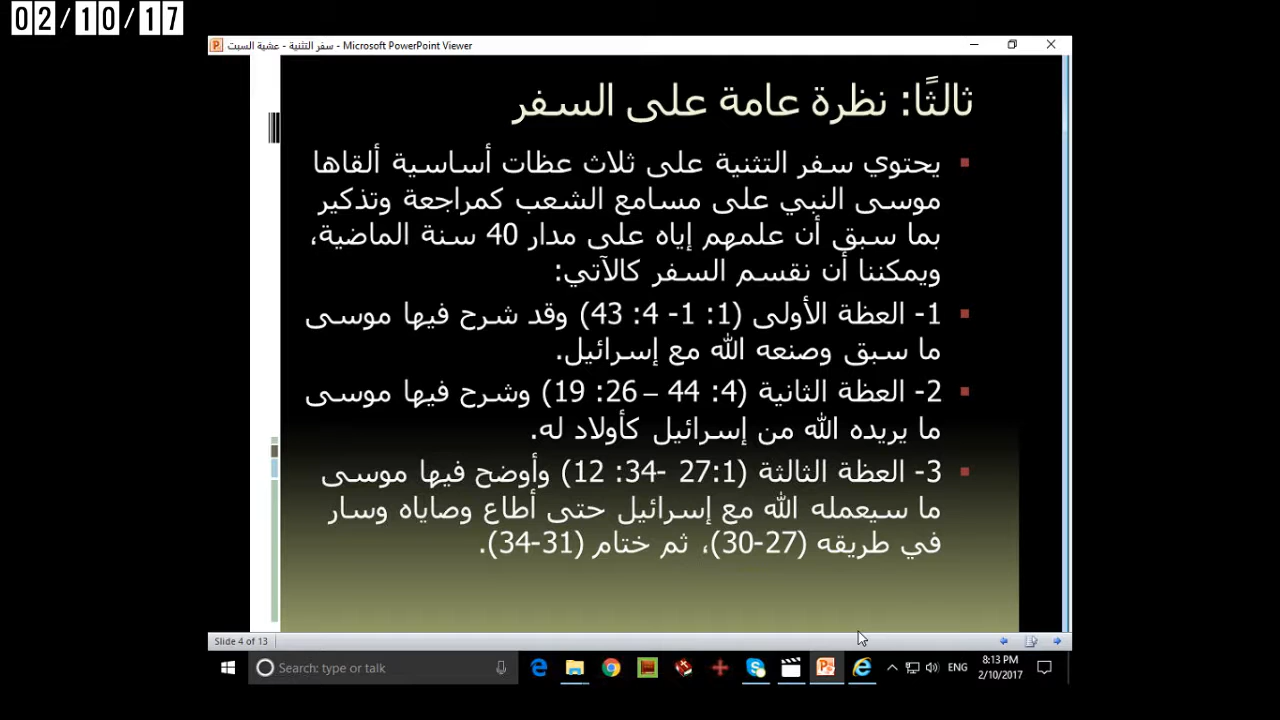 02/10/17
سفر التثنية - عشية السبت - Microsoft PowerPoint Viewer
ثالثًا: نظرة عامة على السفر
يحتوي سفر التثنية على ثلاث عظات أساسية ألقاها
موسى النبي على مسامع الشعب كمراجعة وتذكير
بما سبق أن علمهم إياه على مدار 40 سنة الماضية،
ويمكننا أن نقسم السفر كالآتي:
1- العظة الأولى (1: 1- 4: 43) وقد شرح فيها موسى
ما سبق وصنعه الله مع إسرائيل.
2- العظة الثانية (4: 44 – 26: 19) وشرح فيها موسى
ما يريده الله من إسرائيل كأولاد له.
3- العظة الثالثة (27:1 -34: 12) وأوضح فيها موسى
ما سيعمله الله مع إسرائيل حتى أطاع وصاياه وسار
في طريقه (27-30)، ثم ختام (31-34).
Slide 4 of 13
Search: type or talk
ENG
8:13 PM
2/10/2017